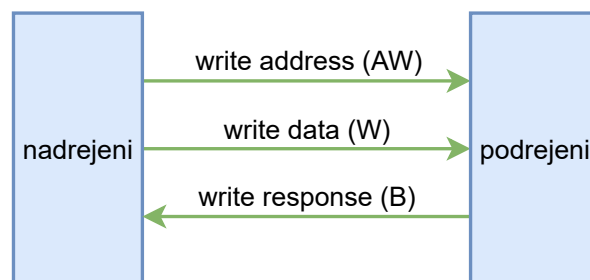 write address (AW)
write data (W)
nadrejeni
podrejeni
write response (B)